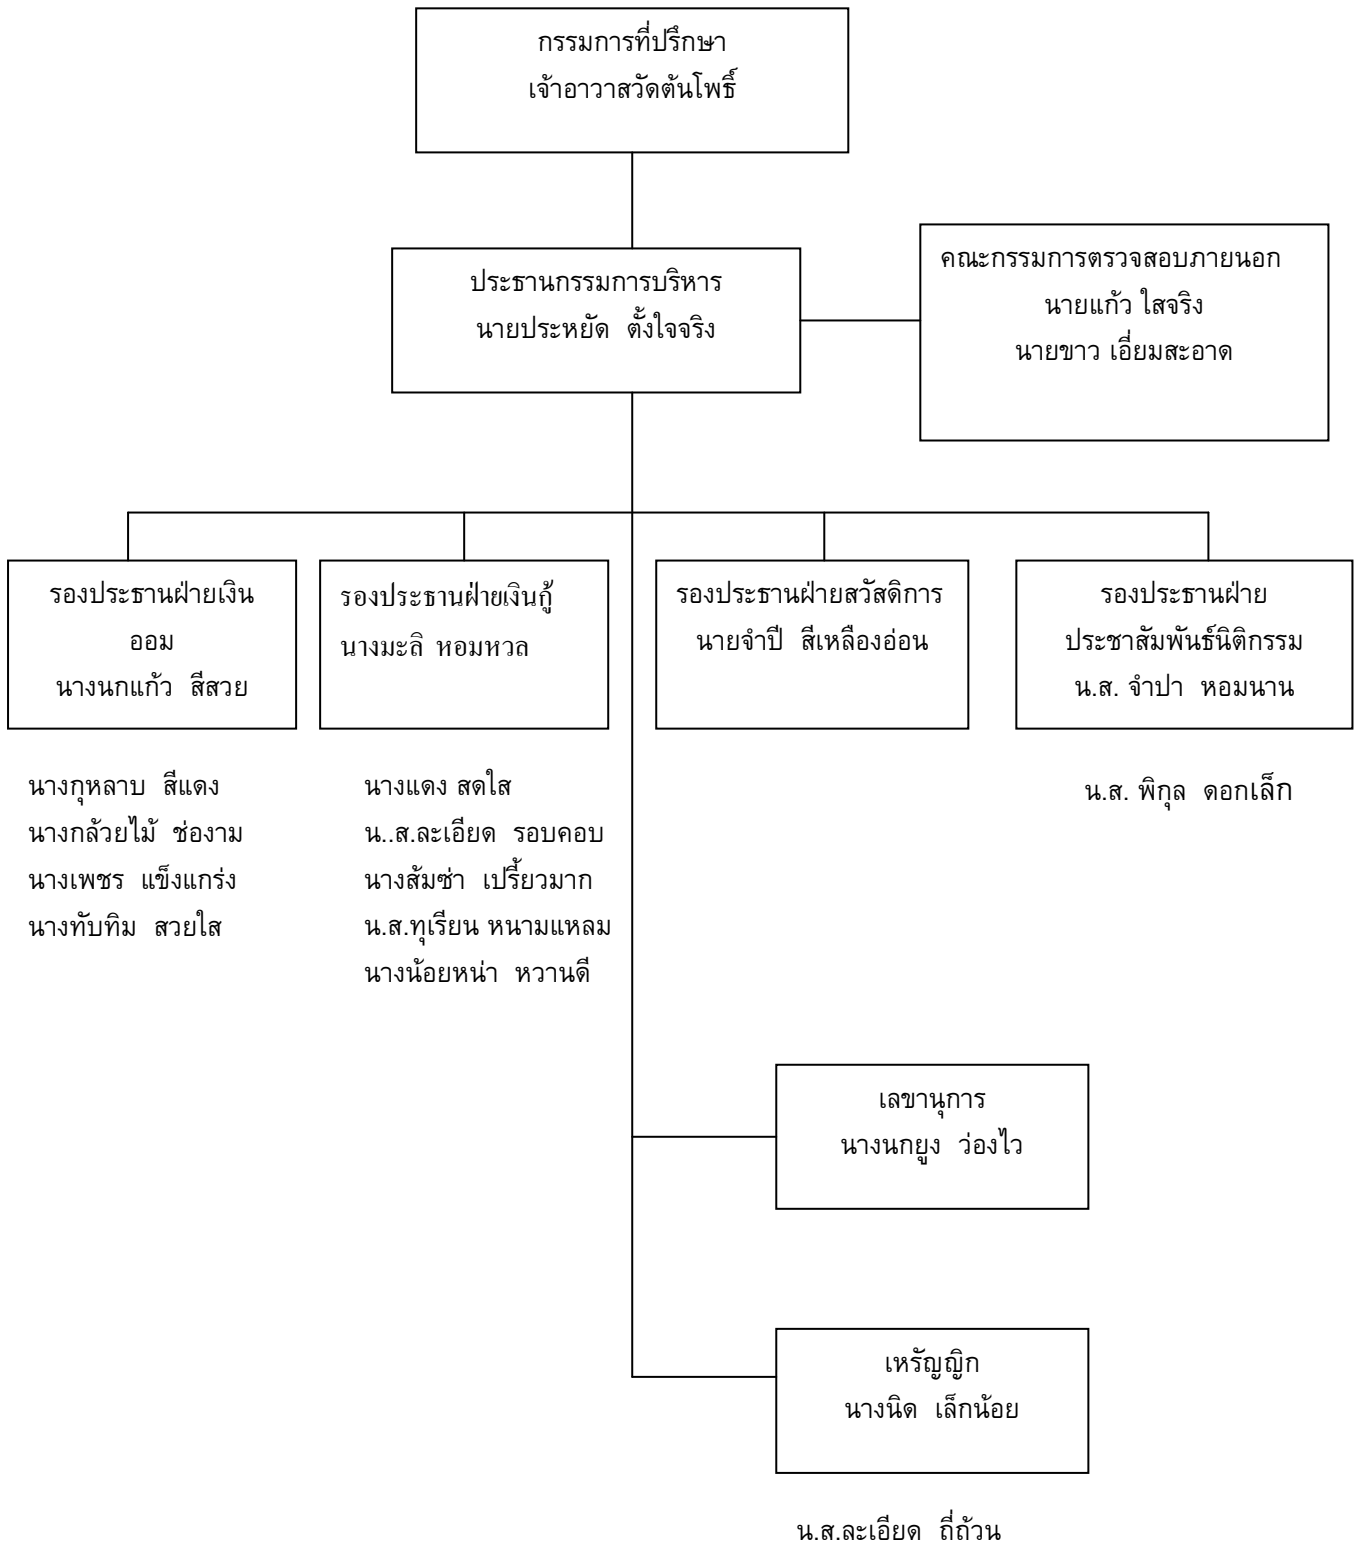 กรรมการที่ปรึกษา
เจ้าอาวาสวัดต้นโพธิ์
ประธานกรรมการบริหาร
นายประหยัด ตั้งใจจริง
คณะกรรมการตรวจสอบภายนอก
นายแก้ว ใสจริง
นายขาว เอี่ยมสะอาด
รองประธานฝ่ายเงิน
ออม
นางนกแก้ว สีสวย
รองประธานฝ่ายเงินกู้
นางมะลิ หอมหวล
รองประธานฝ่ายสวัสดิการ
นายจำปี สีเหลืองอ่อน
รองประธานฝ่าย
ประชาสัมพันธ์นิติกรรม
น.ส. จำปา หอมนาน
นางกุหลาบ สีแดง
นางกล้วยไม้ ช่องาม
นางเพชร แข็งแกร่ง
นางทับทิม สวยใส
นางแดง สดใส
น..ส.ละเอียด รอบคอบ
นางส้มซ่า เปรี้ยวมาก
น.ส.ทุเรียน หนามแหลม
นางน้อยหน่า หวานดี
น.ส. พิกุล ดอกเล็ก
เลขานุการ
นางนกยูง ว่องไว
เหรัญญิก
นางนิด เล็กน้อย
น.ส.ละเอียด ถี่ถ้วน